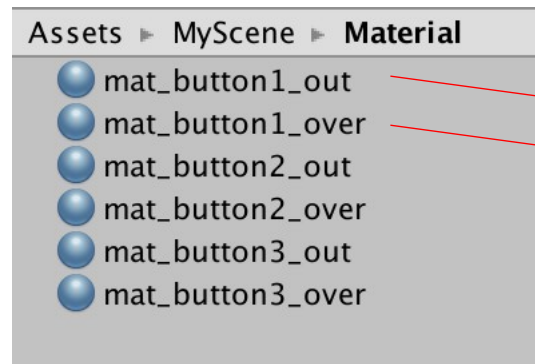 Assets ▸ MyScene ▸ Material
mat_button1_out
mat_button1_over
mat_button2_out
mat_button2_over
mat_button3_out
mat_button3_over